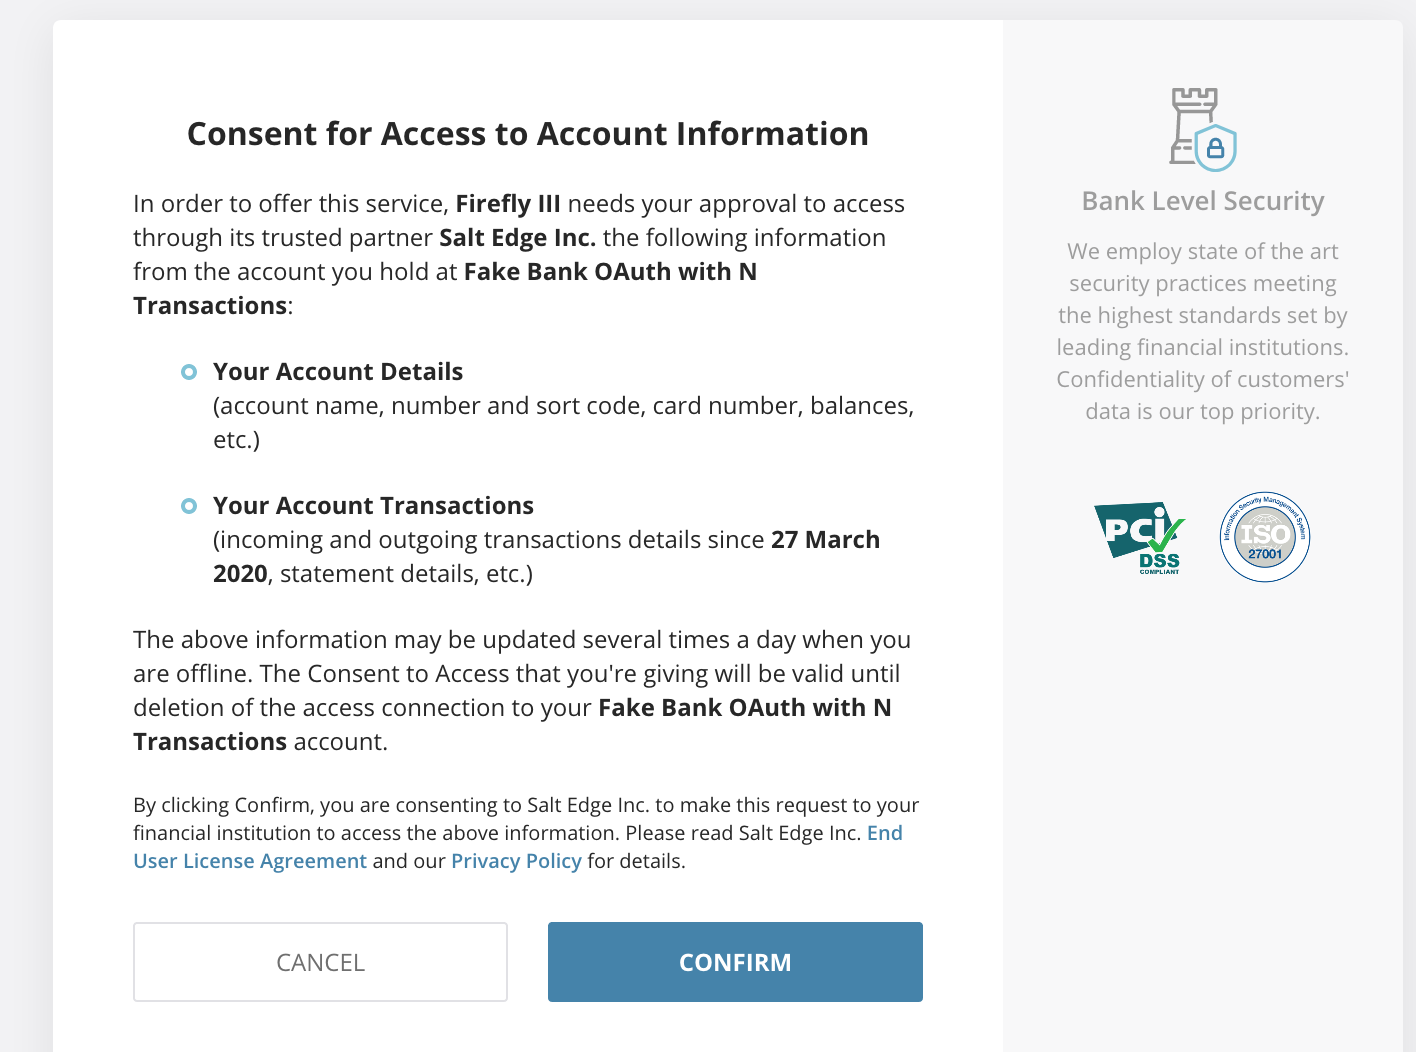 Consent for Access to Account Information
In order to offer this service, Firefly III needs your approval to access
through its trusted partner Salt Edge Inc. the following information
from the account you hold at Fake Bank OAuth with N
Transactions:
Your Account Details
(account name, number and sort code, card number, balances,
etc.)
Your Account Transactions
(incoming and outgoing transactions details since 27 March
2020, statement details, etc.)
The above information may be updated several times a day when you
are offline. The Consent to Access that you're giving will be valid until
deletion of the access connection to your Fake Bank OAuth with N
Transactions account.
By clicking Confirm, you are consenting to Salt Edge Inc. to make this request to your
financial institution to access the above information. Please read Salt Edge Inc. End
User License Agreement and our Privacy Policy for details.
CANCEL
CONFIRM
Bank Level Security
We employ state of the art
security practices meeting
the highest standards set by
leading financial institutions.
Confidentiality of customers'
data is our top priority.
PCi
DSS
COMPLIANT
Information Security Management System
ISO
27001